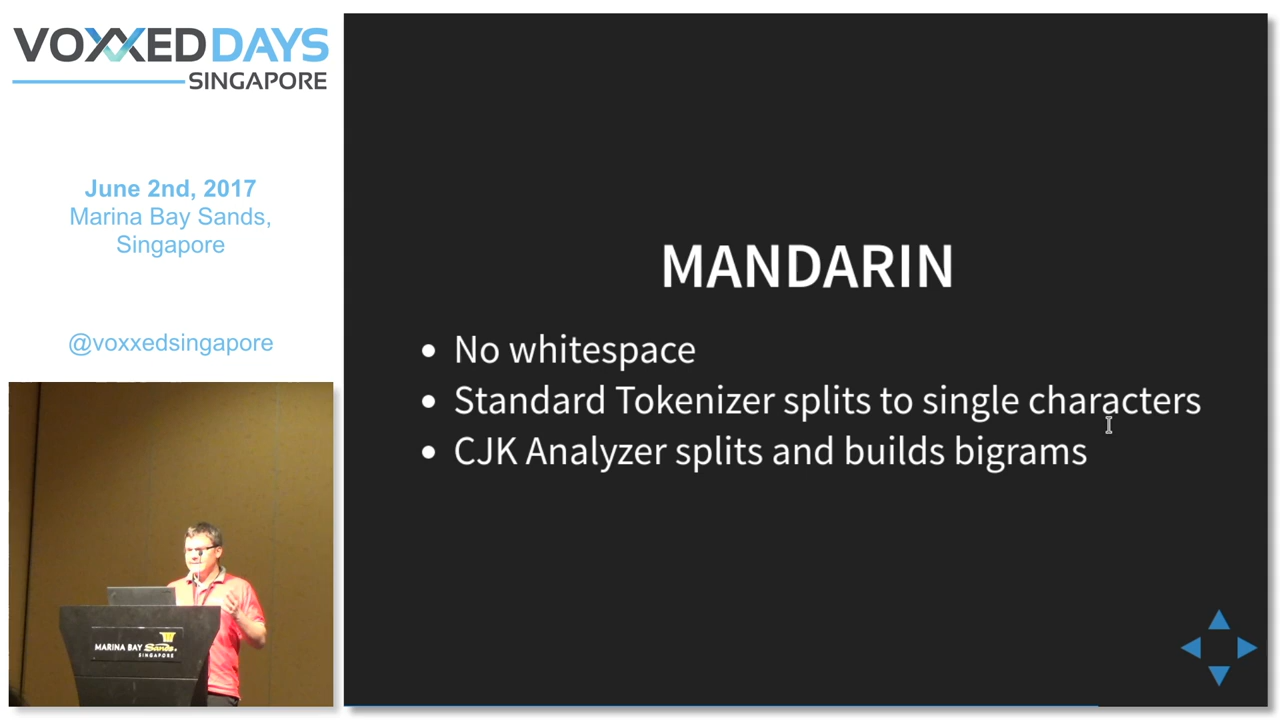 VOXXEDDAYS
SINGAPORE
June 2nd, 2017
Marina Bay Sands,
Singapore
@voxxedsingapore
MARINA BAY Sands.
SINGAPORE
MANDARIN
• No whitespace
• Standard Tokenizer splits to single characters
• CJK Analyzer splits and builds bigrams